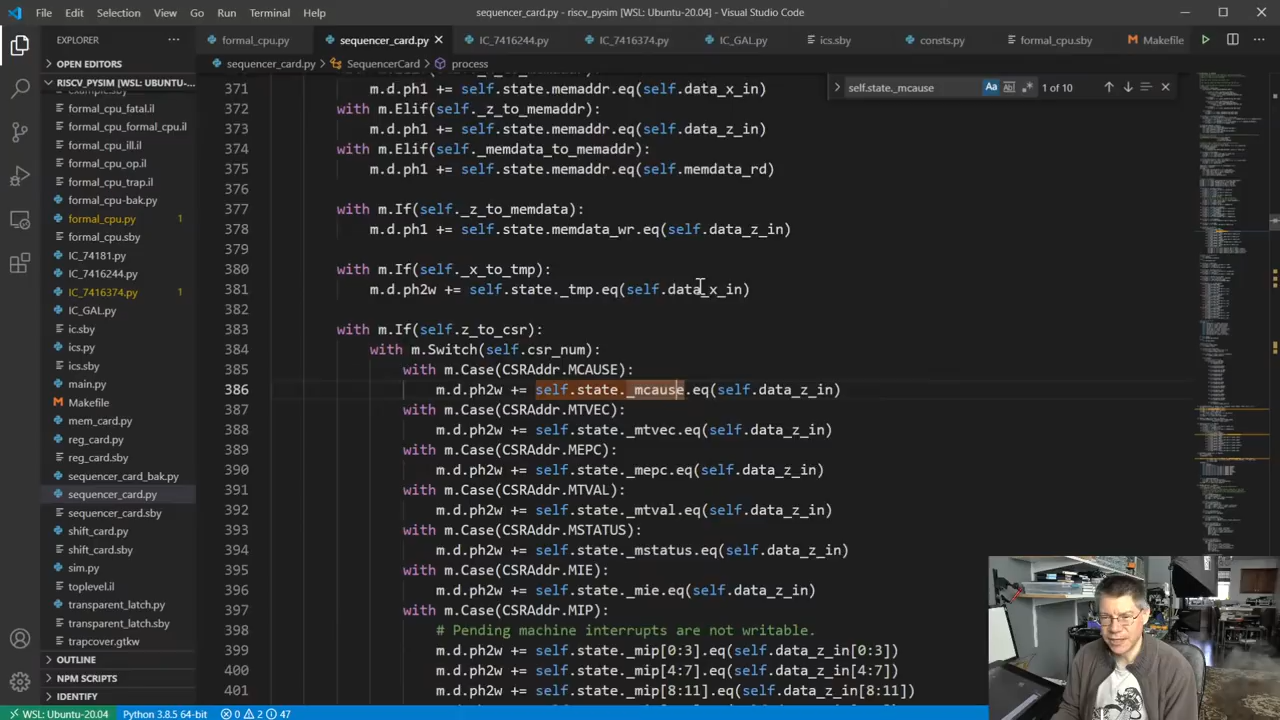 File Edit Selection View Go Run Terminal Help
sequencer_card.py - riscv_pysim [WSL: Ubuntu-20.04] - Visual Studio Code
EXPLORER
OPEN EDITORS
RISCV_PYSIM [WSL: UBUNTU-...
formal_cpu_fatal.il
formal_cpu_formal_cpu.il
formal_cpu_ill.il
formal_cpu_op.il
formal_cpu_trap.il
formal_cpu-bak.py
formal_cpu.py 1
formal_cpu.sby
IC_74181.py
IC_7416244.py
IC_7416374.py 1
IC_GAL.py
ic.sby
ics.py
ics.sby
main.py
Makefile
mem_card.py
reg_card.py
reg_card.sby
sequencer_card_bak.py
sequencer_card.py
sequencer_card.sby
shift_card.py
shift_card.sby
sim.py
toplevel.il
transparent_latch.py
transparent_latch.sby
trapcover.gtkw
OUTLINE
NPM SCRIPTS
IDENTIFY
formal_cpu.py sequencer_card.py IC_7416244.py IC_7416374.py IC_GAL.py ics.sby consts.py formal_cpu.sby Makefile
sequencer_card.py > SequencerCard > process
self.state._mcause Aa 1 of 10
371 (self.data_x_in)
372 with m.Elif(self._z_to_memaddr):
373 memaddr.eq(self.data_z_in)
374 with m.Elif(self._memdata_to_memaddr):
375 memaddr.eq(self.memdata_rd)
376
377 with m.If(self._z_to_
378 memdata_wr.eq(self.data_z_in)
379
380 with m.If(self._x_to_tmp):
381 m.d.ph2w += self.state._tmp.eq(self.data_x_in)
382
383 with m.If(self.z_to_csr):
384 with m.Switch(self.csr_num):
385 with m.Case(CSRAddr.MCAUSE):
386 m.d.ph2w self.state._mcause.eq(self.data_z_in)
387 with m.Case(CSRAddr.MTVEC):
388 m.d.ph2w self.state._mtvec.eq(self.data_z_in)
389 with m.Case(CSRAddr.MEPC):
390 m.d.ph2w self.state._mepc.eq(self.data_z_in)
391 with m.Case(CSRAddr.MTVAL):
392 m.d.ph2w self.state._mtval.eq(self.data_z_in)
393 with m.Case(CSRAddr.MSTATUS):
394 m.d.ph2w self.state._mstatus.eq(self.data_z_in)
395 with m.Case(CSRAddr.MIE):
396 m.d.ph2w += self.state._mie.eq(self.data_z_in)
397 with m.Case(CSRAddr.MIP):
398 # Pending machine interrupts are not writable.
399 m.d.ph2w += self.state._mip[0:3].eq(self.data_z_in[0:3])
400 m.d.ph2w += self.state._mip[4:7].eq(self.data_z_in[4:7])
401 m.d.ph2w += self.state._mip[8:11].eq(self.data_z_in[8:11])
WSL: Ubuntu-20.04 Python 3.8.5 64-bit 0 2 47